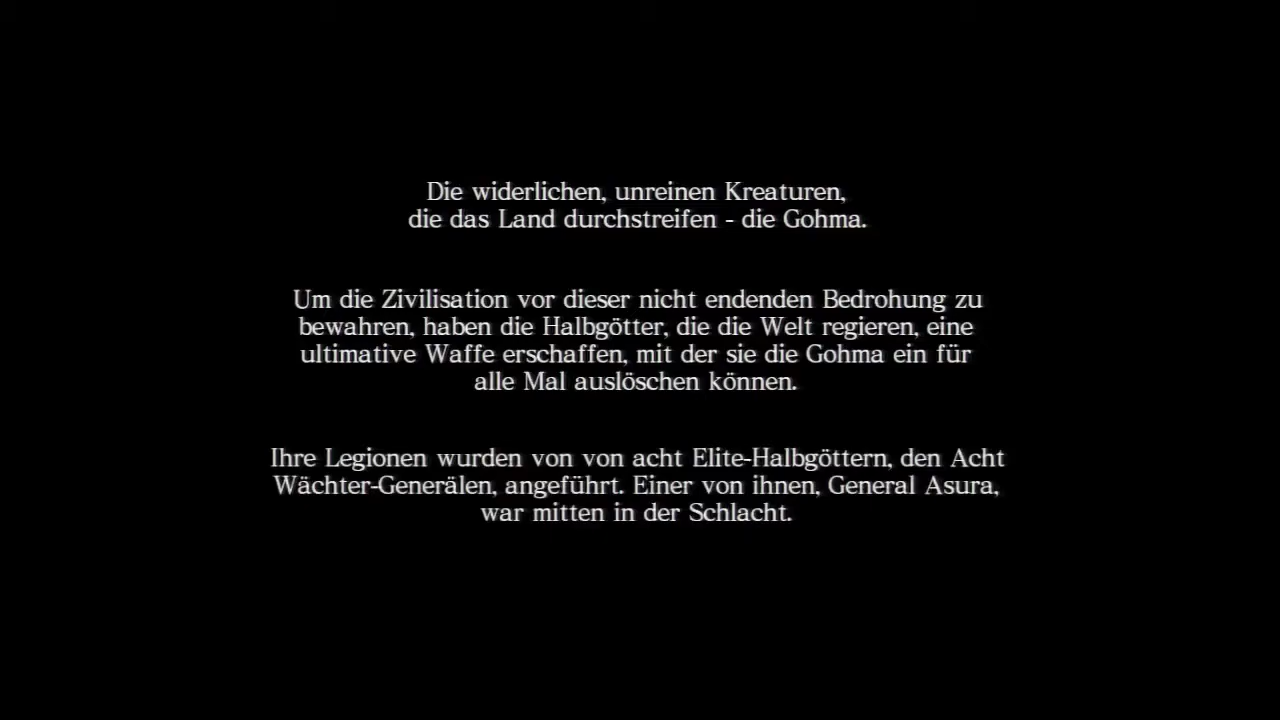 Die widerlichen, unreinen Kreaturen,
die das Land durchstreifen - die Gohma.
Um die Zivilisation vor dieser nicht endenden Bedrohung zu
bewahren, haben die Halbgötter, die die Welt regieren, eine
ultimative Waffe erschaffen, mit der sie die Gohma ein für
alle Mal auslöschen können.
Ihre Legionen wurden von von acht Elite-Halbgöttern, den Acht
Wächter-Generälen, angeführt. Einer von ihnen, General Asura,
war mitten in der Schlacht.